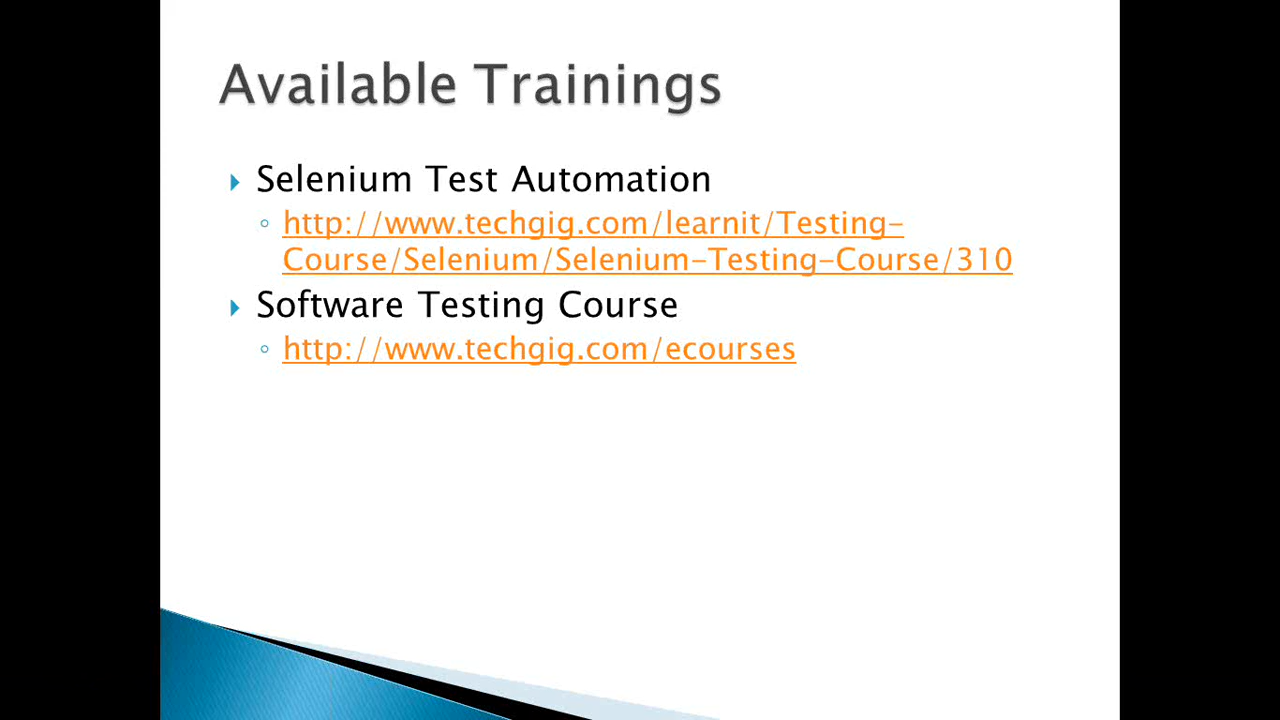 Available Trainings
Selenium Test Automation
http://www.techgig.com/learnit/Testing-
Course/Selenium/Selenium-Testing-Course/310
Software Testing Course
http://www.techgig.com/ecourses